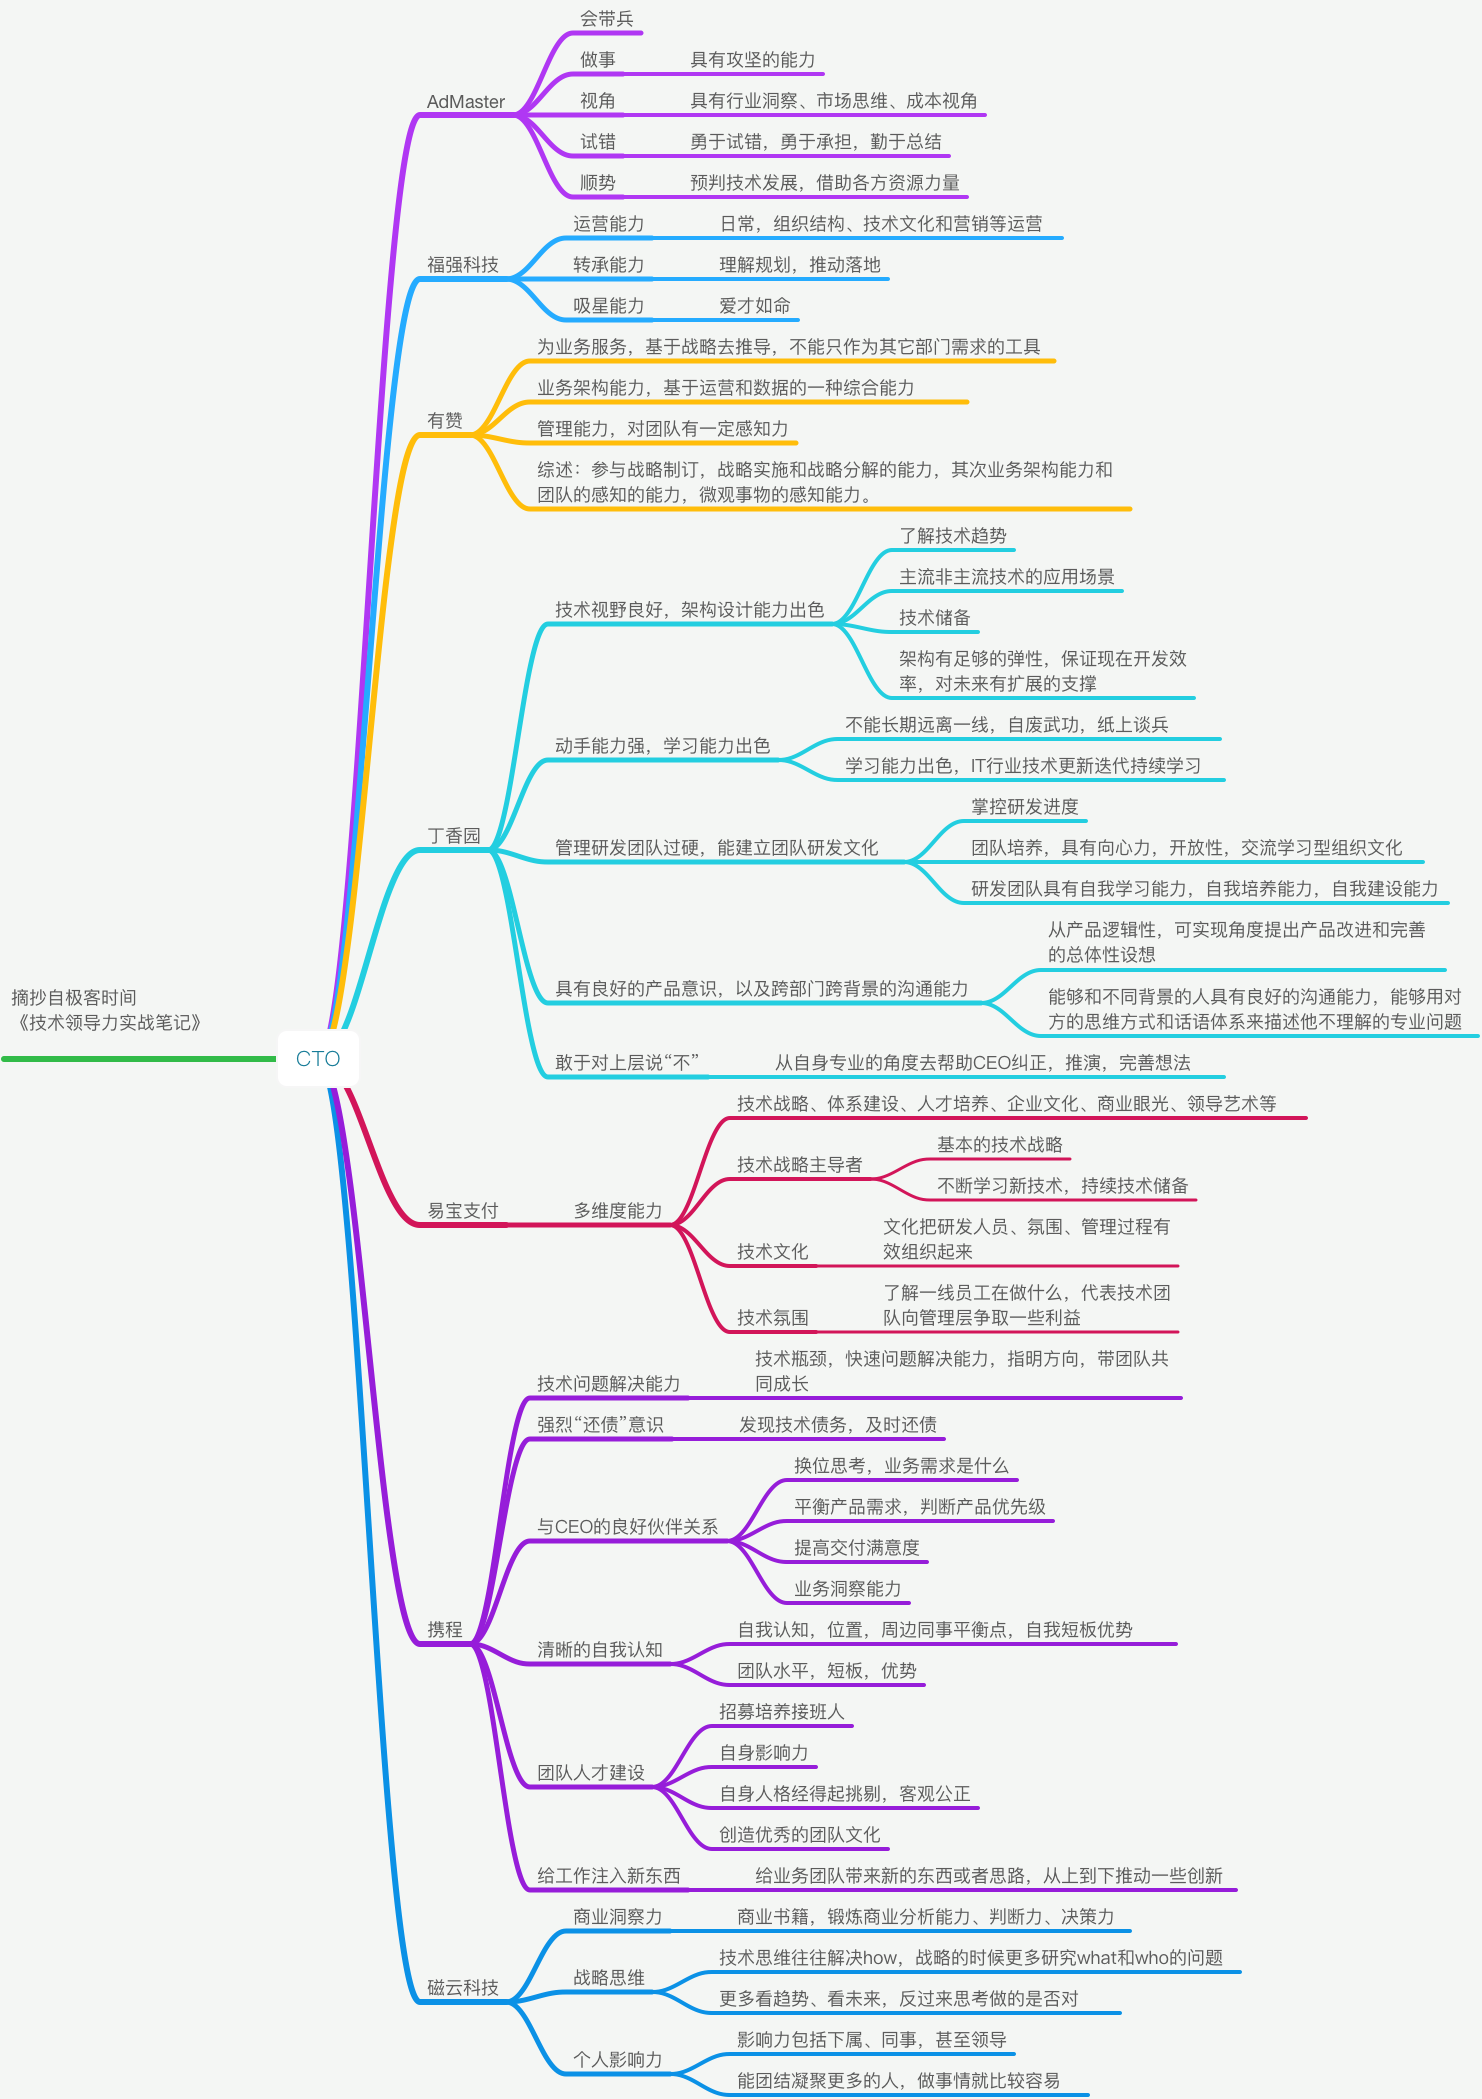 会带兵
做事
具有攻坚的能力
AdMaster
视角
具有行业洞察、市场思维、成本视角
试错
勇于试错，勇于承担，勤于总结
顺势
预判技术发展，借助各方资源力量
运营能力
日常，组织结构、技术文化和营销等运营
福强科技
转承能力
理解规划，推动落地
吸星能力
爱才如命
为业务服务，基于战略去推导，不能只作为其它部门需求的工具
业务架构能力，基于运营和数据的一种综合能力
有赞
管理能力，对团队有一定感知力
综述：参与战略制订，战略实施和战略分解的能力，其次业务架构能力和
团队的感知的能力，微观事物的感知能力。
了解技术趋势
主流非主流技术的应用场景
技术视野良好，架构设计能力出色
技术储备
架构有足够的弹性，保证现在开发效
率，对未来有扩展的支撑
不能长期远离一线，自废武功，纸上谈兵
动手能力强，学习能力出色
学习能力出色，IT行业技术更新迭代持续学习
掌控研发进度
丁香园
管理研发团队过硬，能建立团队研发文化
团队培养，具有向心力，开放性，交流学习型组织文化
研发团队具有自我学习能力，自我培养能力，自我建设能力
从产品逻辑性，可实现角度提出产品改进和完善
的总体性设想
具有良好的产品意识，以及跨部门跨背景的沟通能力
能够和不同背景的人具有良好的沟通能力，能够用对
方的思维方式和话语体系来描述他不理解的专业问题
摘抄自极客时间
《技术领导力实战笔记》
CTO
敢于对上层说“不”
从自身专业的角度去帮助CEO纠正，推演，完善想法
技术战略、体系建设、人才培养、企业文化、商业眼光、领导艺术等
基本的技术战略
技术战略主导者
不断学习新技术，持续技术储备
易宝支付
多维度能力
文化把研发人员、氛围、管理过程有
效组织起来
技术文化
了解一线员工在做什么，代表技术团
队向管理层争取一些利益
技术氛围
技术瓶颈，快速问题解决能力，指明方向，带团队共
同成长
技术问题解决能力
强烈“还债”意识
发现技术债务，及时还债
换位思考，业务需求是什么
平衡产品需求，判断产品优先级
与CEO的良好伙伴关系
提高交付满意度
业务洞察能力
携程
自我认知，位置，周边同事平衡点，自我短板优势
清晰的自我认知
团队水平，短板，优势
招募培养接班人
自身影响力
团队人才建设
自身人格经得起挑剔，客观公正
创造优秀的团队文化
给工作注入新东西
给业务团队带来新的东西或者思路，从上到下推动一些创新
商业洞察力
商业书籍，锻炼商业分析能力、判断力、决策力
技术思维往往解决how，战略的时候更多研究what和who的问题
战略思维
磁云科技
更多看趋势、看未来，反过来思考做的是否对
影响力包括下属、同事，甚至领导
个人影响力
能团结凝聚更多的人，做事情就比较容易